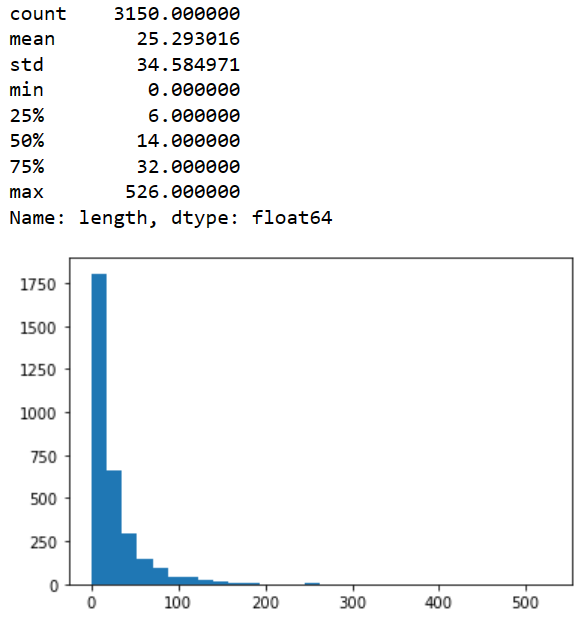 count 3150.000000
mean 25.293016
std 34.584971
min 0.000000
25% 6.000000
50% 14.000000
75% 32.000000
max 526.000000
Name: length, dtype: float64
1750
1500
1250
1000
750
500
250
0
0 100 200 300 400 500